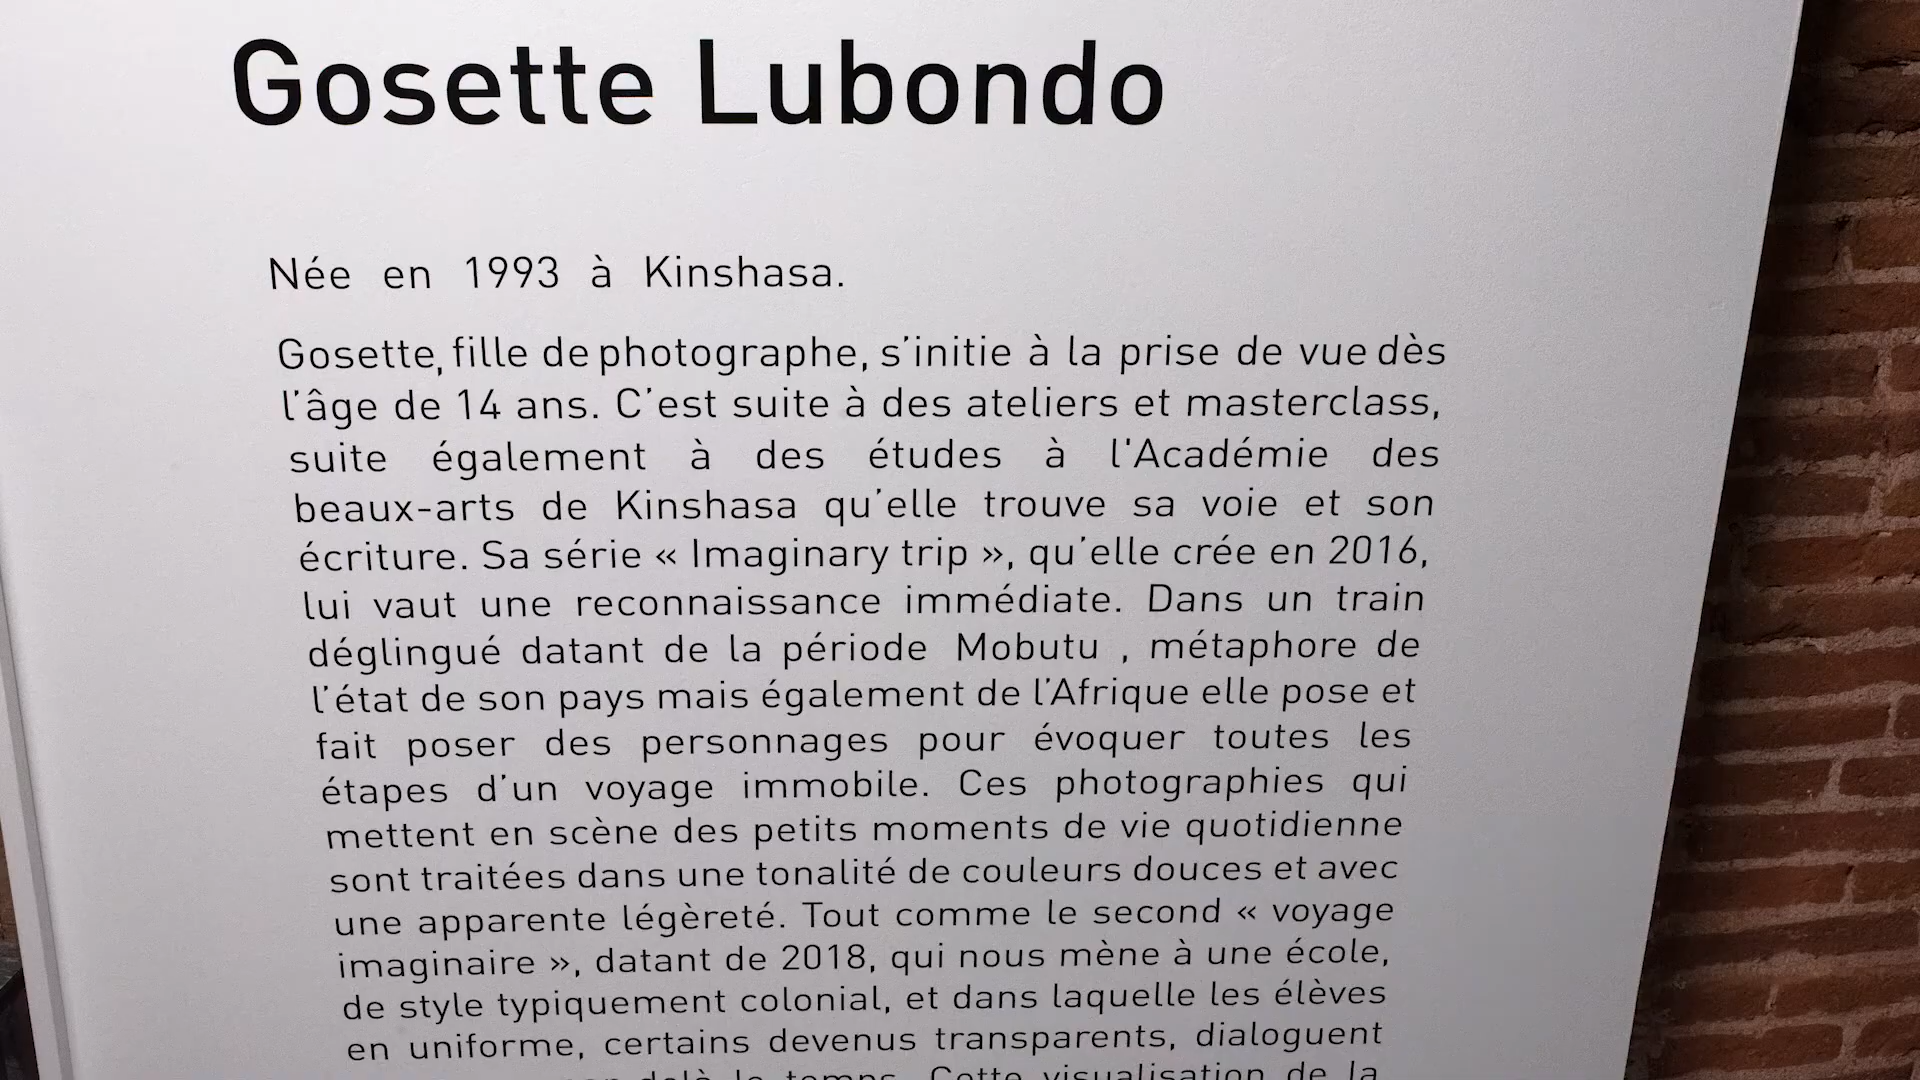 Gosette Lubondo
Née en 1993 à Kinshasa.
Gosette, fille de photographe, s'initie à la prise de vue dès
l'âge de 14 ans. C'est suite à des ateliers et masterclass,
suite également à des études à l'Académie des
beaux-arts de Kinshasa qu'elle trouve sa voie et son
écriture. Sa série « Imaginary trip », qu'elle crée en 2016,
lui vaut une reconnaissance immédiate. Dans un train
déglingué datant de la période Mobutu , métaphore de
l'état de son pays mais également de l'Afrique elle pose et
fait poser des personnages pour évoquer toutes les
étapes d'un voyage immobile. Ces photographies qui
mettent en scène des petits moments de vie quotidienne
sont traitées dans une tonalité de couleurs douces et avec
une apparente légèreté. Tout comme le second « voyage
imaginaire », datant de 2018, qui nous mène à une école,
de style typiquement colonial, et dans laquelle les élèves
en uniforme, certains devenus transparents, dialoguent
delà le temps. Cette visualisation de la